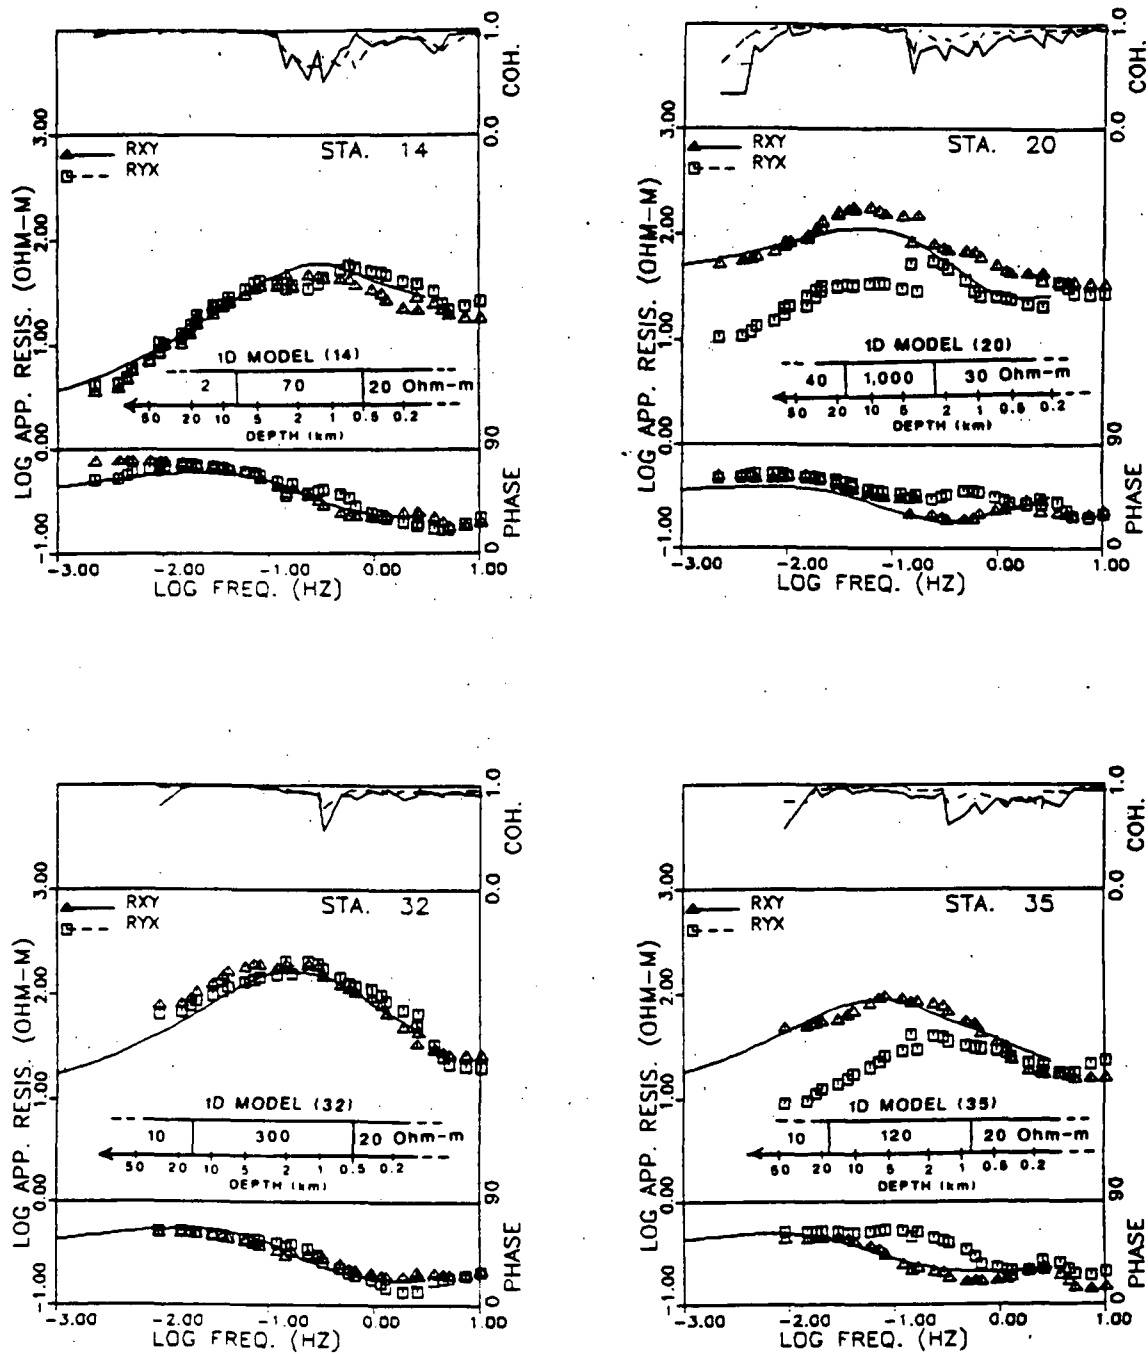 1.0
COH.
0.0
3.00
RXY
STA. 14
RYX
2.00
LOG APP. RESIS. (OHM-M)
1.00
1D MODEL (14)
2 70 20 Ohm-m
50 20 10 5 2 1 0.5 0.2
DEPTH (km)
0.00
90
PHASE
0
-1.00
-3.00 -2.00 -1.00 0.00 1.00
LOG FREQ. (HZ)
1.0
COH.
0.0
3.00
RXY
STA. 20
RYX
2.00
LOG APP. RESIS. (OHM-M)
1.00
1D MODEL (20)
40 1,000 30 Ohm-m
50 20 10 5 2 1 0.5 0.2
DEPTH (km)
0.00
90
PHASE
0
-1.00
-3.00 -2.00 -1.00 0.00 1.00
LOG FREQ. (HZ)
1.0
COH.
0.0
3.00
RXY
STA. 32
RYX
2.00
LOG APP. RESIS. (OHM-M)
1.00
1D MODEL (32)
10 300 20 Ohm-m
50 20 10 5 2 1 0.5 0.2
DEPTH (km)
0.00
90
PHASE
0
-1.00
-3.00 -2.00 -1.00 0.00 1.00
LOG FREQ. (HZ)
1.0
COH.
0.0
3.00
RXY
STA. 35
RYX
2.00
LOG APP. RESIS. (OHM-M)
1.00
1D MODEL (35)
10 120 20 Ohm-m
50 20 10 5 2 1 0.5 0.2
DEPTH (km)
0.00
90
PHASE
0
-1.00
-3.00 -2.00 -1.00 0.00 1.00
LOG FREQ. (HZ)